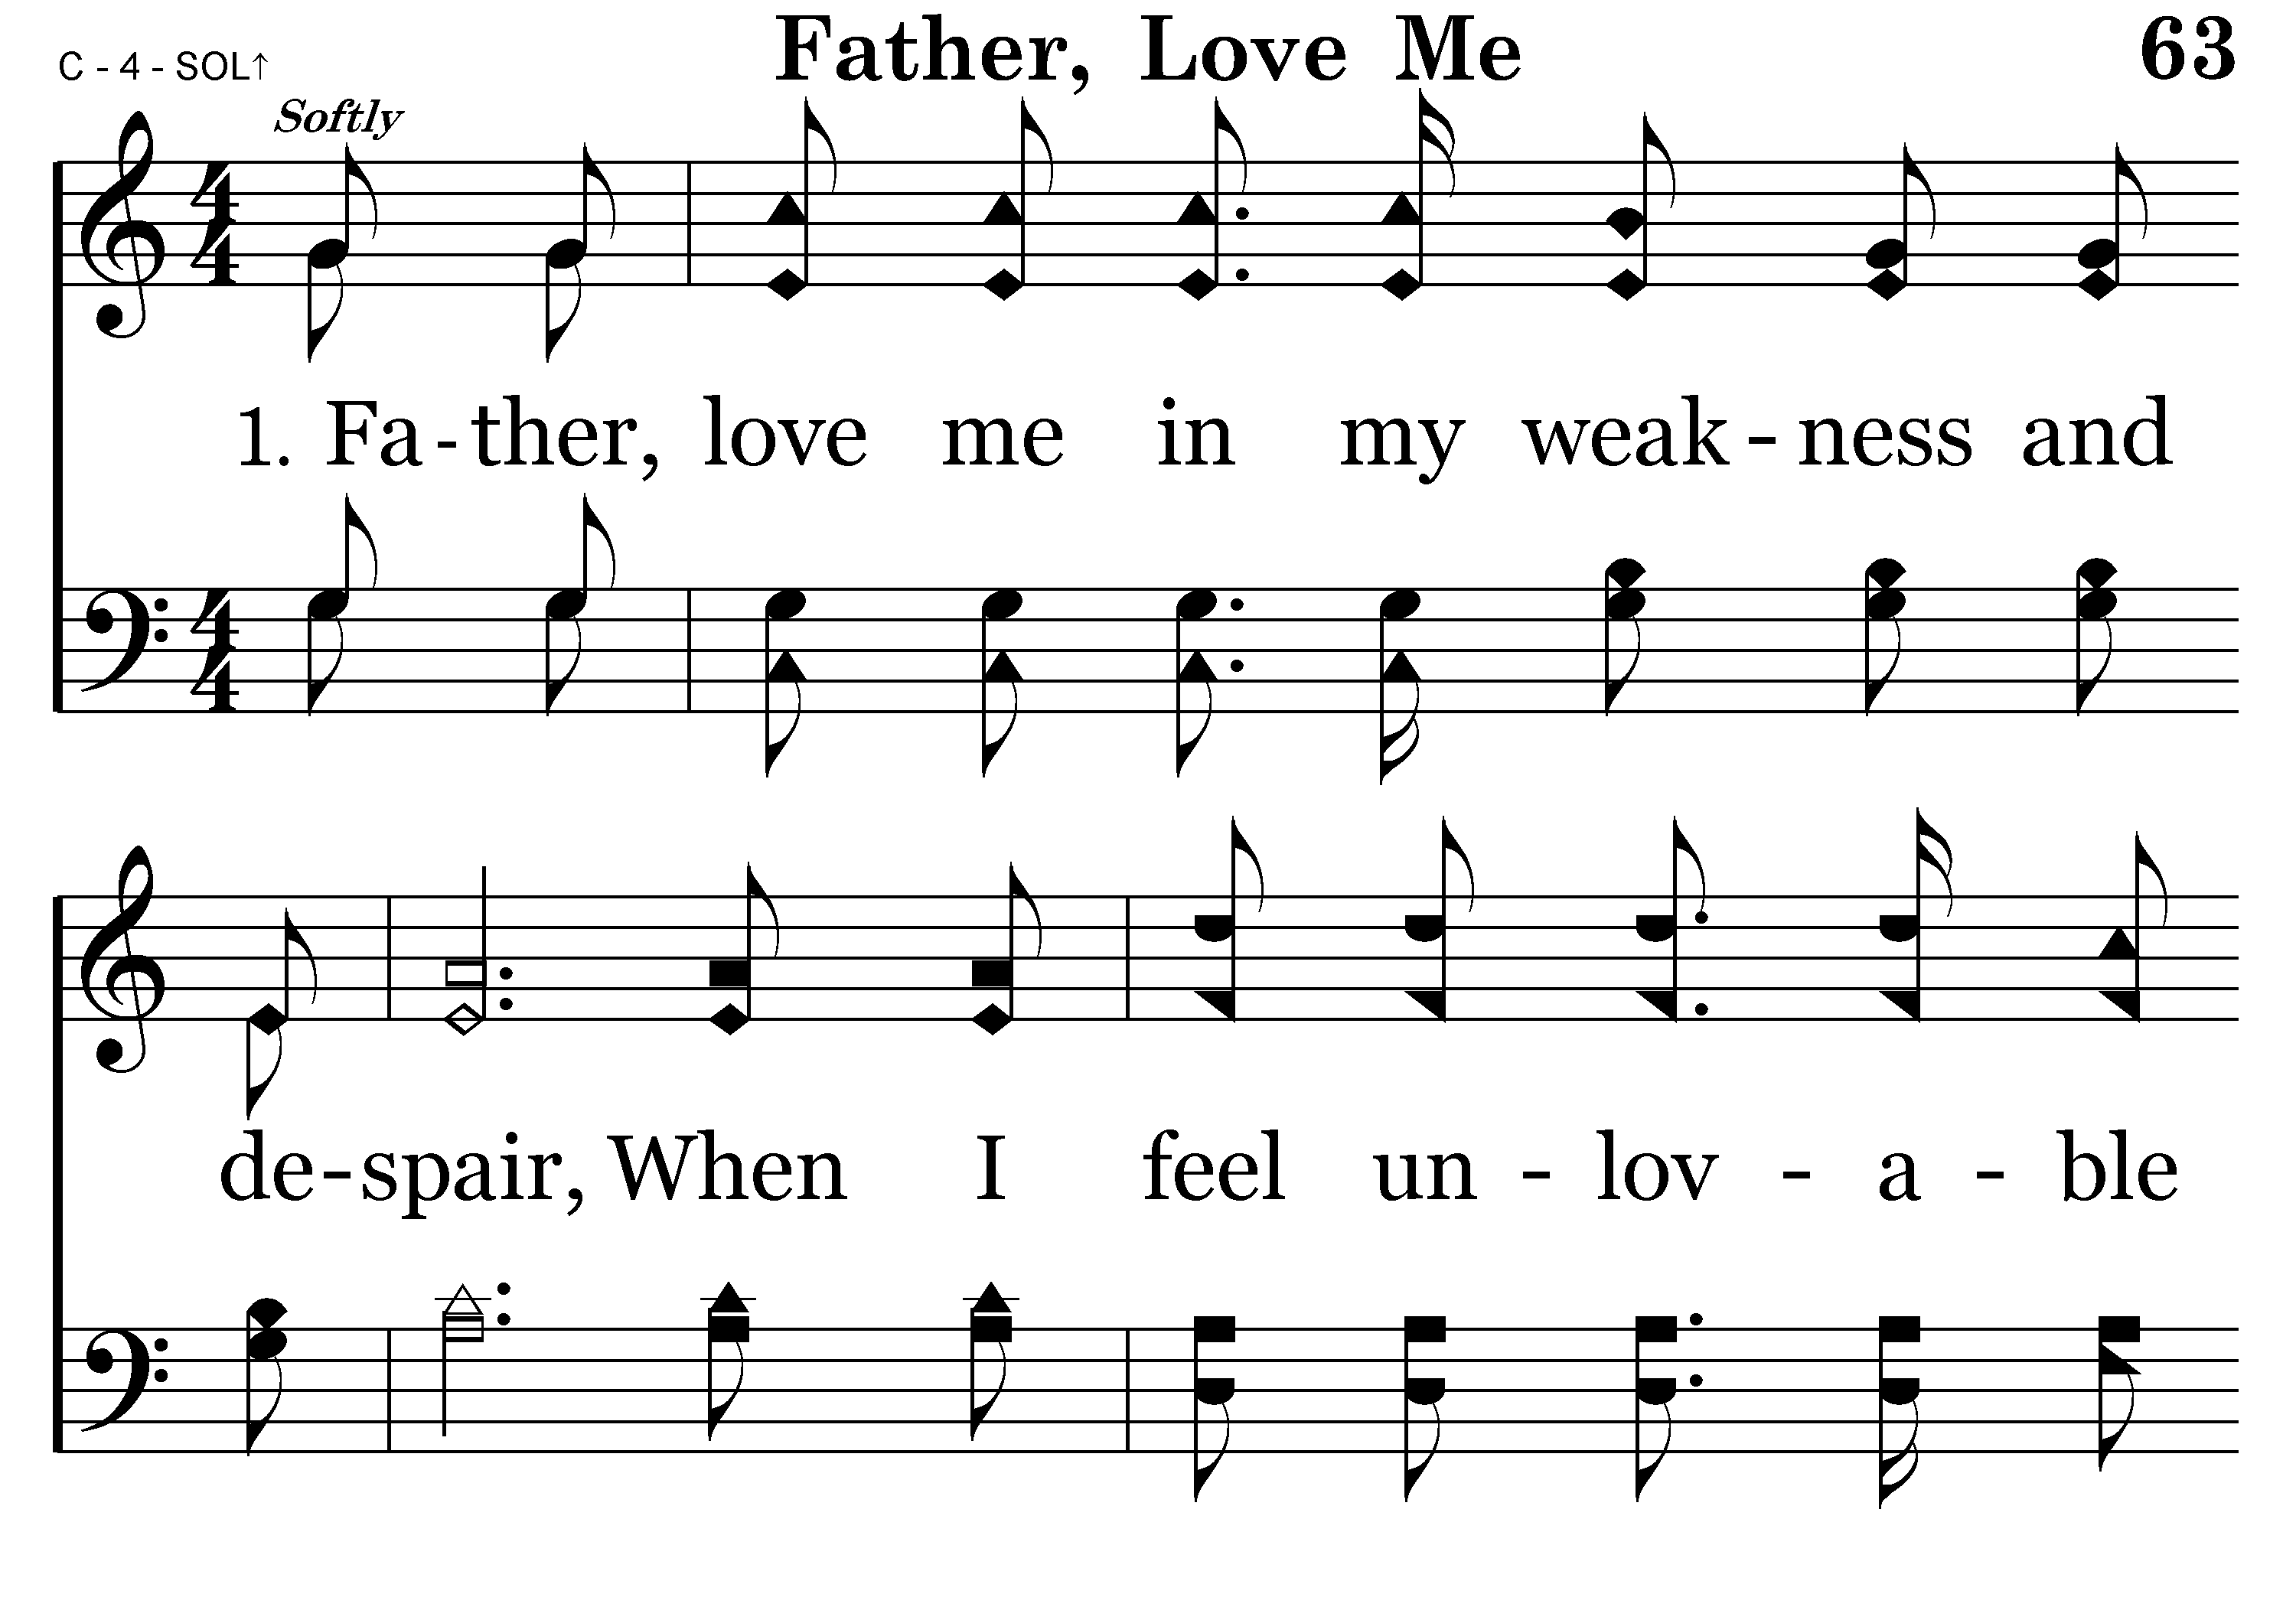 Father, Love Me 63
C - 4 - SOL↑
Softly
1. Fa - ther, love me in my weak - ness and
de - spair, When I feel un - lov - a - ble